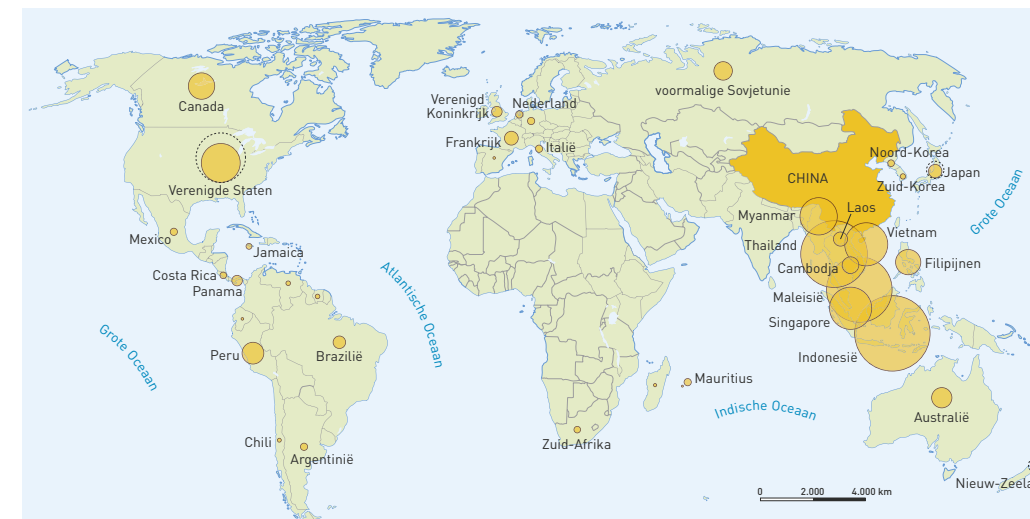 Canada
Verenigde Staten
Mexico
Jamaica
Costa Rica
Panama
Peru
Brazilië
Chili
Argentinië
Grote Oceaan
Atlantische Oceaan
Verenigd
Koninkrijk
Nederland
Frankrijk
Italië
voormalige Sovjetunie
CHINA
Noord-Korea
Japan
Zuid-Korea
Grote Oceaan
Laos
Myanmar
Vietnam
Thailand
Filipijnen
Cambodja
Maleisië
Singapore
Indonesië
Mauritius
Indische Oceaan
Zuid-Afrika
Australië
Nieuw-Zeela
0 2.000 4.000 km